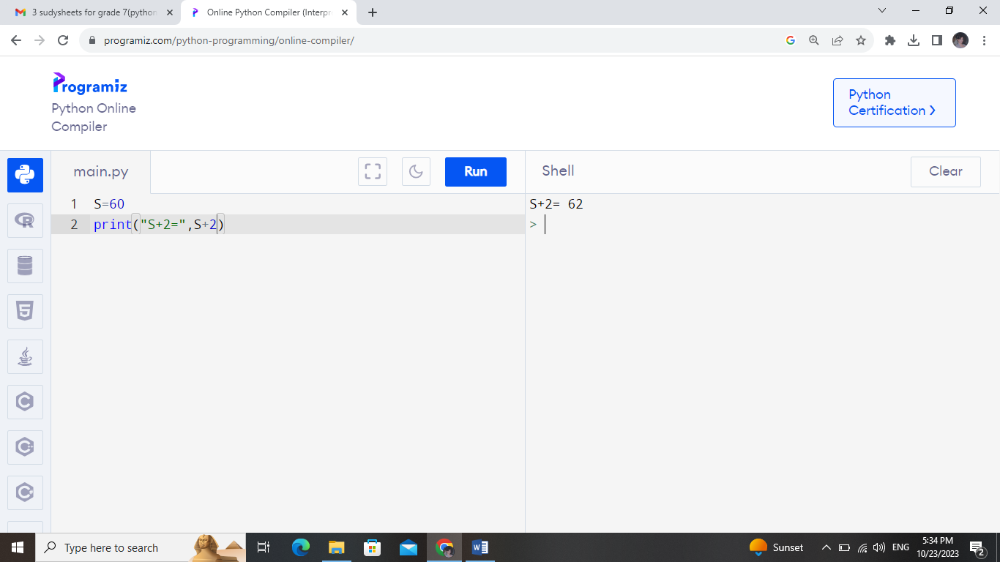 3 sudysheets for grade 7(python
Online Python Compiler (Interpr
programiz.com/python-programming/online-compiler/
Programiz
Python Online
Compiler
Python
Certification
main.py
Run
Shell
Clear
1 S=60
2 print("S+2=",S+2)
S+2= 62
>
Type here to search
Sunset
ENG
5:34 PM
10/23/2023
2